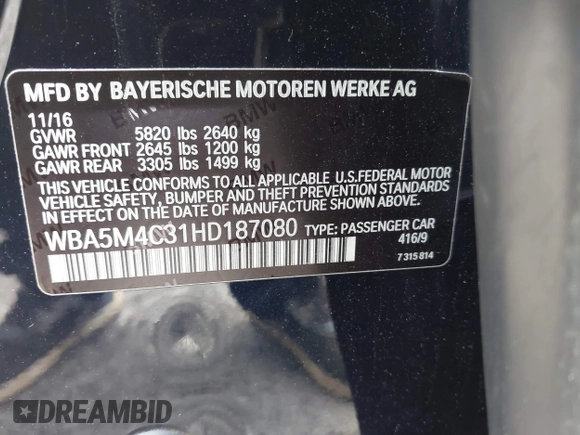 MFD BY BAYERISCHE MOTOREN WERKE AG
11/16
GVWR 5820 lbs 2640 kg
GAWR FRONT 2645 lbs 1200 kg
GAWR REAR 3305 lbs 1499 kg
THIS VEHICLE CONFORMS TO ALL APPLICABLE U.S.FEDERAL MOTOR
VEHICLE SAFETY, BUMPER AND THEFT PREVENTION STANDARDS
IN EFFECT ON THE DATE OF MANUFACTURE SHOWN ABOVE.
WBA5M4C31HD187080 TYPE: PASSENGER CAR
416/9
7 315 814
BMW
DREAMBID